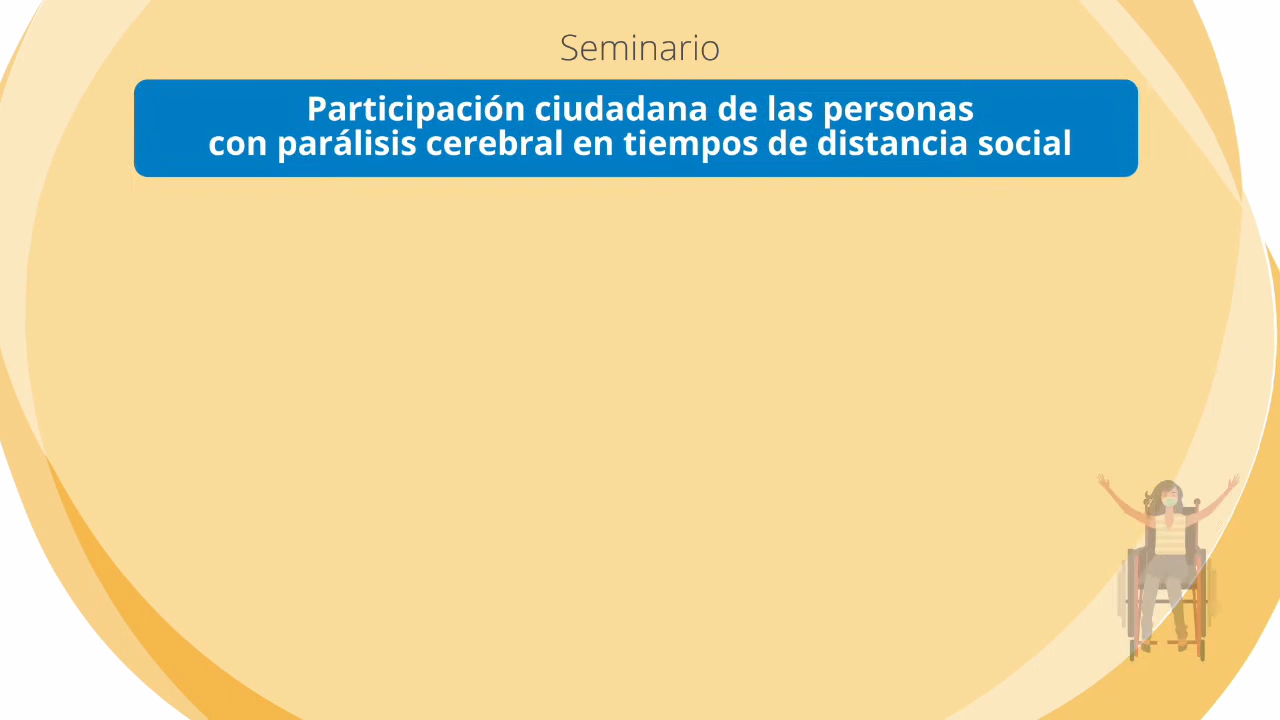 Seminario
Participación ciudadana de las personas
con parálisis cerebral en tiempos de distancia social